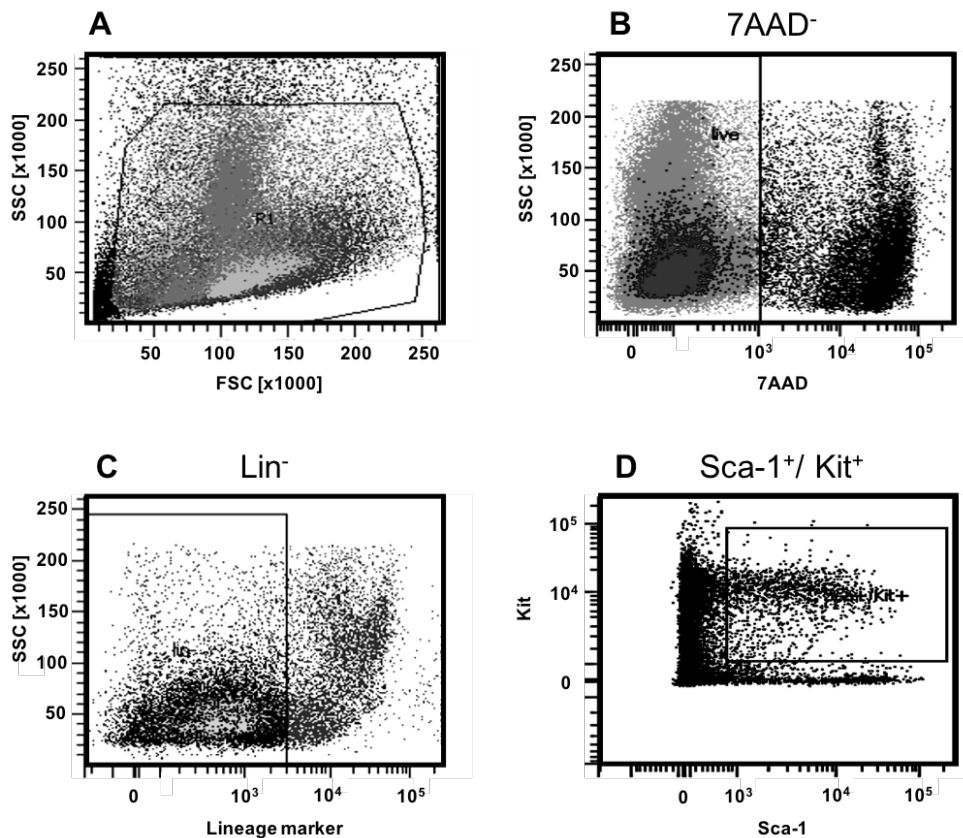 A
250
200
150
100
50
SSC [x1000]
R1
50 100 150 200 250
FSC [x1000]
B 7AAD⁻
250
200
150
100
50
SSC [x1000]
live
0 10³ 10⁴ 10⁵
7AAD
C Lin⁻
250
200
150
100
50
SSC [x1000]
lin
0 10³ 10⁴ 10⁵
Lineage marker
D Sca-1⁺/ Kit⁺
10⁵
10⁴
0
Kit
0 10³ 10⁴ 10⁵
Sca-1